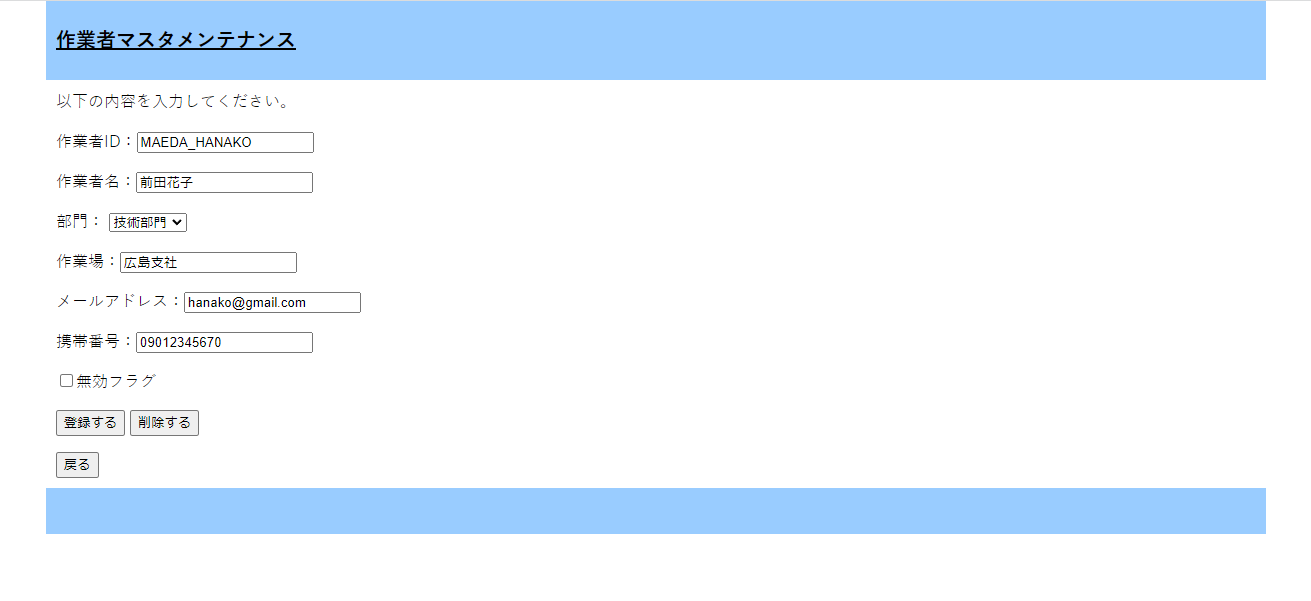 作業者マスタメンテナンス
以下の内容を入力してください。
作業者ID：MAEDA_HANAKO
作業者名：前田花子
部門： 技術部門
作業場：広島支社
メールアドレス：hanako@gmail.com
携帯番号：09012345670
無効フラグ
登録する 削除する
戻る